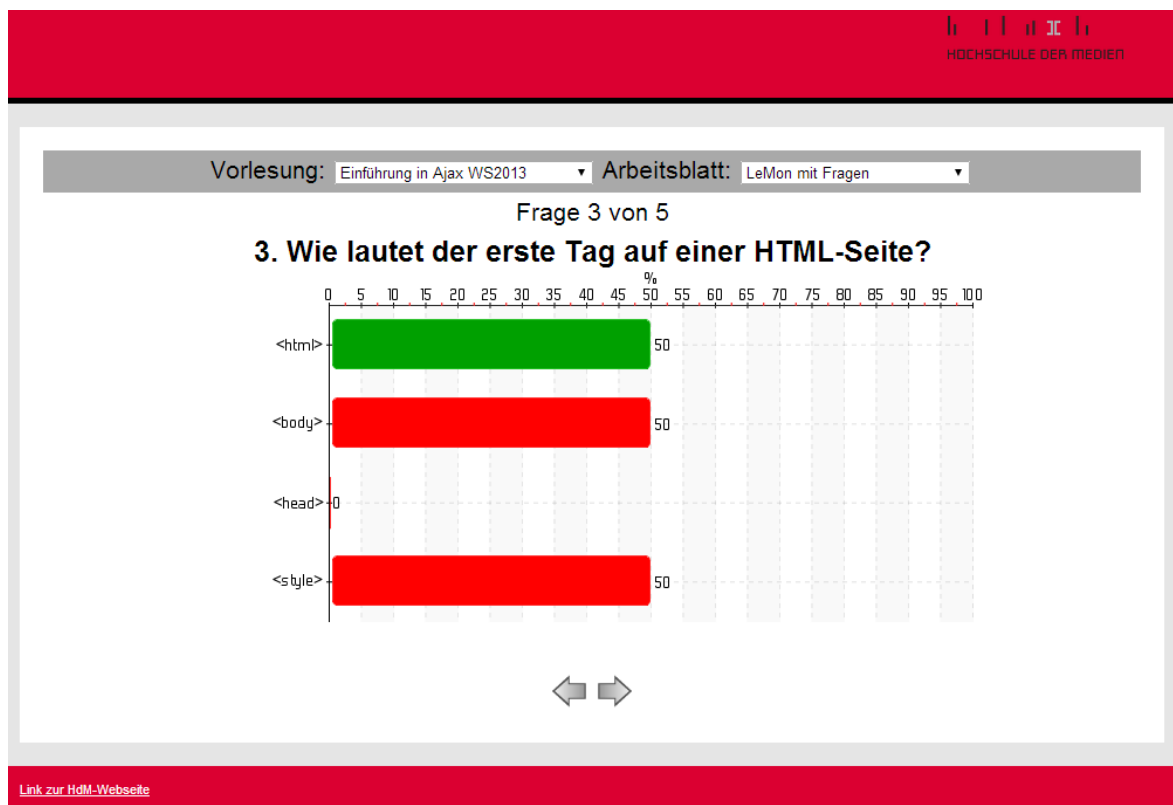 HOCHSCHULE DER MEDIEN
Vorlesung: Einführung in Ajax WS2013 Arbeitsblatt: LeMon mit Fragen
Frage 3 von 5
3. Wie lautet der erste Tag auf einer HTML-Seite?
%
0 5 10 15 20 25 30 35 40 45 50 55 60 65 70 75 80 85 90 95 100
<html> 50
<body> 50
<head> 0
<style> 50
Link zur HdM-Webseite